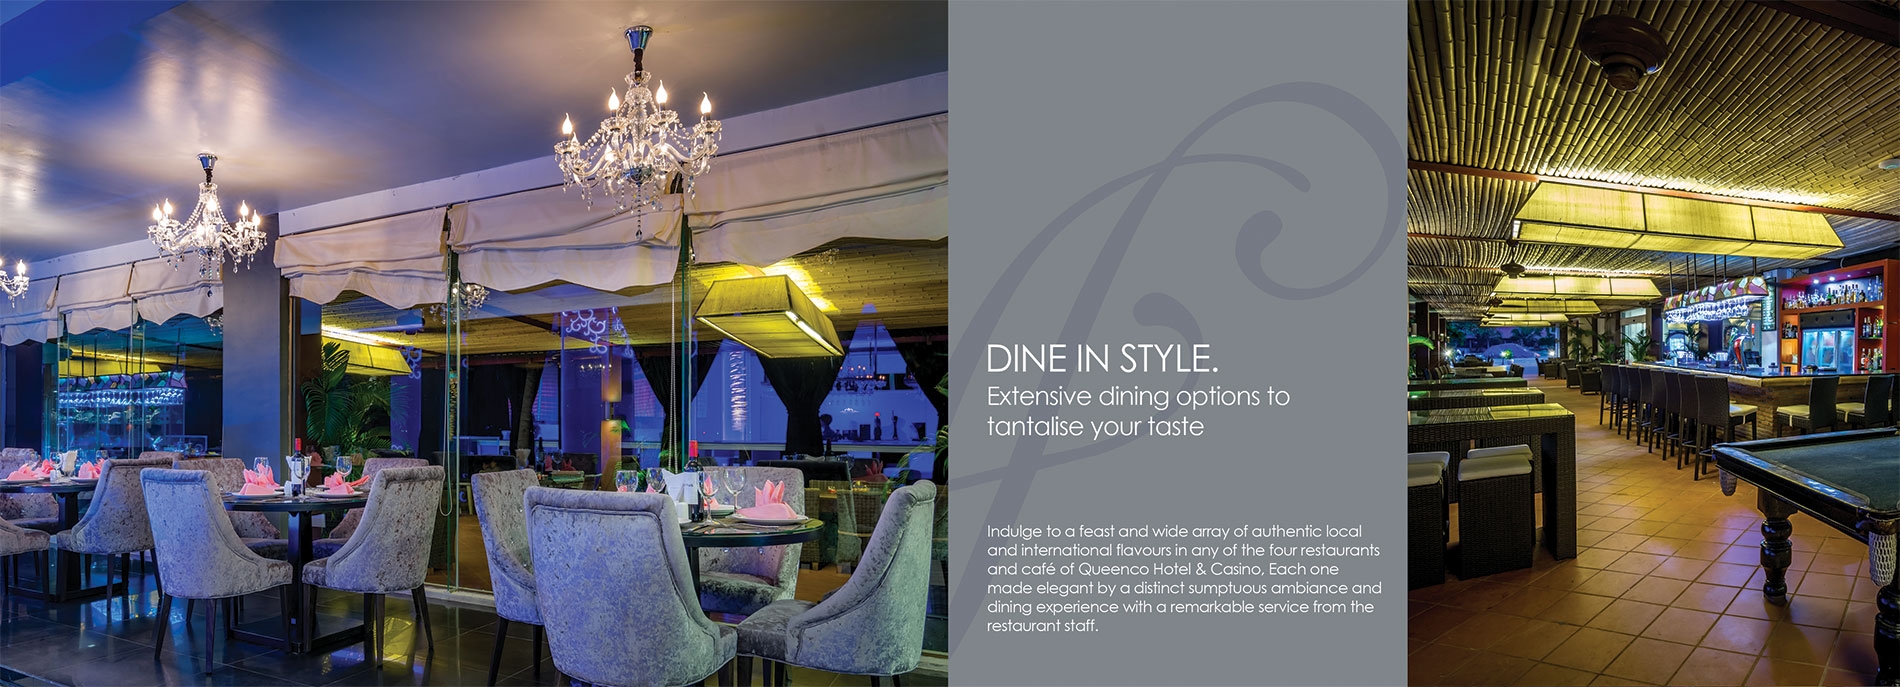 DINE IN STYLE.
Extensive dining options to
tantalise your taste
Indulge to a feast and wide array of authentic local
and international flavours in any of the four restaurants
and café of Queenco Hotel & Casino, Each one
made elegant by a distinct sumptuous ambiance and
dining experience with a remarkable service from the
restaurant staff.